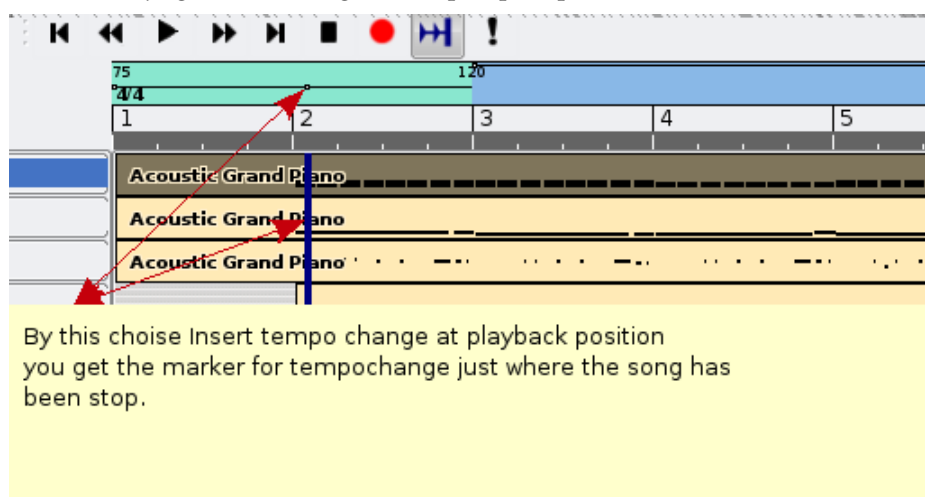 75 120
4/4
1 2 3 4 5
Acoustic Grand Piano
Acoustic Grand Piano
Acoustic Grand Piano
By this choise Insert tempo change at playback position
you get the marker for tempochange just where the song has
been stop.